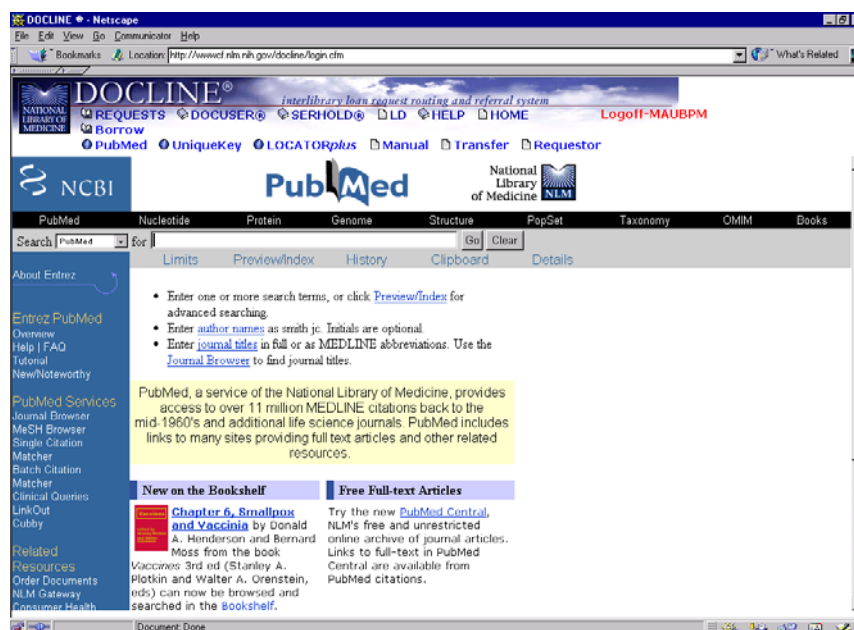 DOCLINE ® - Netscape
File Edit View Go Communicator Help
Bookmarks Location: http://wwwcf.nlm.nih.gov/docline/login.cfm What's Related
DOCLINE®
interlibrary loan request routing and referral system
NATIONAL LIBRARY OF MEDICINE
REQUESTS DOCUSER® SERHOLD® LD HELP HOME Logoff-MAUBPM
Borrow
PubMed UniqueKey LOCATORplus Manual Transfer Requestor
NCBI PubMed National Library of Medicine NLM
PubMed Nucleotide Protein Genome Structure PopSet Taxonomy OMIM Books
Search PubMed for Go Clear
Limits Preview/Index History Clipboard Details
About Entrez
Entrez PubMed
Overview
Help | FAQ
Tutorial
New/Noteworthy
PubMed Services
Journal Browser
MeSH Browser
Single Citation
Matcher
Batch Citation
Matcher
Clinical Queries
LinkOut
Cubby
Related
Resources
Order Documents
NLM Gateway
Consumer Health
• Enter one or more search terms, or click Preview/Index for
advanced searching.
• Enter author names as smith jc. Initials are optional.
• Enter journal titles in full or as MEDLINE abbreviations. Use the
Journal Browser to find journal titles.
PubMed, a service of the National Library of Medicine, provides
access to over 11 million MEDLINE citations back to the
mid-1960's and additional life science journals. PubMed includes
links to many sites providing full text articles and other related
resources.
New on the Bookshelf
Chapter 6, Smallpox
and Vaccinia by Donald
A. Henderson and Bernard
Moss from the book
Vaccines 3rd ed (Stanley A.
Plotkin and Walter A. Orenstein,
eds) can now be browsed and
searched in the Bookshelf.
Free Full-text Articles
Try the new PubMed Central,
NLM's free and unrestricted
online archive of journal articles.
Links to full-text in PubMed
Central are available from
PubMed citations.
Document: Done